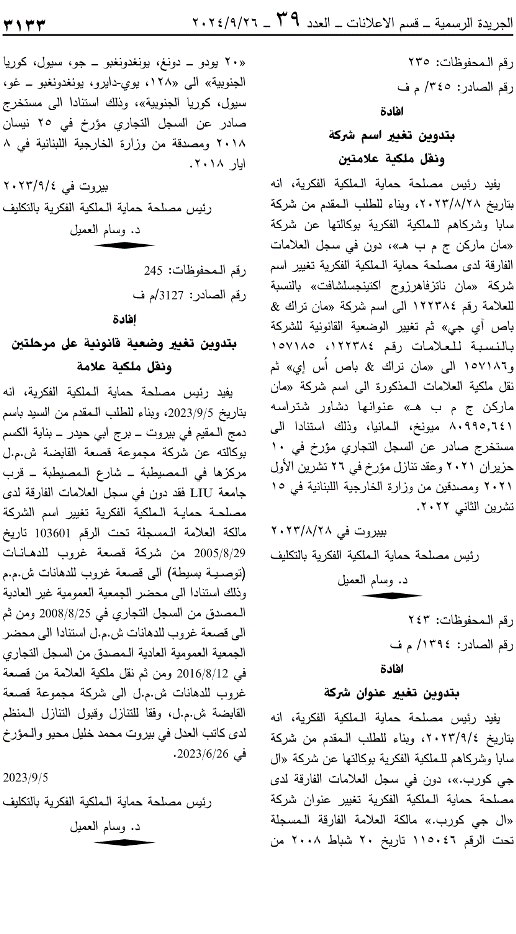 الجريدة الرسمية ــ قسم الاعلانات ــ العدد ٣٩ ــ ٢٠٢٤/٩/٢٦
٣١٣٣
رقم المحفوظات: ٢٣٥
رقم الصادر: ٣٤٥/ م ف
افادة
بتدوين تغيير اسم شركة
ونقل ملكية علامتين
يفيد رئيس مصلحة حماية الملكية الفكرية، انه
بتاريخ ٢٠٢٣/٨/٢٨، وبناء للطلب المقدم من شركة
سابا وشركاهم للملكية الفكرية بوكالتها عن شركة
«مان ماركن ج م ب هـ»، دون في سجل العلامات
الفارقة لدى مصلحة حماية الملكية الفكرية تغيير اسم
شركة «مان ناتزفاهرزوج اكتينجسلشافت» بالنسبة
للعلامة رقم ١٢٢٣٨٤ الى اسم شركة «مان تراك &
باص آي جي» ثم تغيير الوضعية القانونية للشركة
بالنسبة للعلامات رقم ١٢٢٣٨٤، ١٥٧١٨٥
و١٥٧١٨٦ الى «مان تراك & باص أس إي» ثم
نقل ملكية العلامات المذكورة الى اسم شركة «مان
ماركن ج م ب هـ» عنوانها دشاور شتراسه
٨٠٩٩٥،٦٤١ ميونخ، المانيا، وذلك استنادا الى
مستخرج صادر عن السجل التجاري مؤرخ في ١٠
حزيران ٢٠٢١ وعقد تنازل مؤرخ في ٢٦ تشرين الأول
٢٠٢١ ومصدقين من وزارة الخارجية اللبنانية في ١٥
تشرين الثاني ٢٠٢٢.
بيبروت في ٢٠٢٣/٨/٢٨
رئيس مصلحة حماية الملكية الفكرية بالتكليف
د. وسام العميل
رقم المحفوظات: ٢٤٣
رقم الصادر: ١٣٩٤/ م ف
افادة
بتدوين تغيير عنوان شركة
يفيد رئيس مصلحة حماية الملكية الفكرية، انه
بتاريخ ٢٠٢٣/٩/٤، وبناء للطلب المقدم من شركة
سابا وشركاهم للملكية الفكرية بوكالتها عن شركة «ال
جي كورب.»، دون في سجل العلامات الفارقة لدى
مصلحة حماية الملكية الفكرية تغيير عنوان شركة
«ال جي كورب.» مالكة العلامة الفارقة المسجلة
تحت الرقم ١١٥٠٤٦ تاريخ ٢٠ شباط ٢٠٠٨ من
«٢٠ يودو ــ دونغ، يونغدونغبو ــ جو، سيول، كوريا
الجنوبية» الى «١٢٨، يوي-دايرو، يونغدونغبو ــ غو،
سيول، كوريا الجنوبية»، وذلك استنادا الى مستخرج
صادر عن السجل التجاري مؤرخ في ٢٥ نيسان
٢٠١٨ ومصدقة من وزارة الخارجية اللبنانية في ٨
ايار ٢٠١٨.
بيروت في ٢٠٢٣/٩/٤
رئيس مصلحة حماية الملكية الفكرية بالتكليف
د. وسام العميل
رقم المحفوظات: 245
رقم الصادر: 3127/م ف
إفادة
بتدوين تغيير وضعية قانونية على مرحلتين
ونقل ملكية علامة
يفيد رئيس مصلحة حماية الملكية الفكرية، انه
بتاريخ 2023/9/5، وبناء للطلب المقدم من السيد باسم
دمج المقيم في بيروت ــ برج ابي حيدر ــ بناية الكسم
بوكالته عن شركة مجموعة قصعة القابضة ش.م.ل
مركزها في المصيطبة ــ شارع المصيطبة ــ قرب
جامعة LIU فقد دون في سجل العلامات الفارقة لدى
مصلحة حماية الملكية الفكرية تغيير اسم الشركة
مالكة العلامة المسجلة تحت الرقم 103601 تاريخ
2005/8/29 من شركة قصعة غروب للدهانات
(توصية بسيطة) الى قصعة غروب للدهانات ش.م.م
وذلك استنادا الى محضر الجمعية العمومية غير العادية
المصدق من السجل التجاري في 2008/8/25 ومن ثم
الى قصعة غروب للدهانات ش.م.ل استنادا الى محضر
الجمعية العمومية العادية المصدق من السجل التجاري
في 2016/8/12 ومن ثم نقل ملكية العلامة من قصعة
غروب للدهانات ش.م.ل الى شركة مجموعة قصعة
القابضة ش.م.ل، وفقا للتنازل وقبول التنازل المنظم
لدى كاتب العدل في بيروت محمد خليل محيو والمؤرخ
في 2023/6/26.
2023/9/5
رئيس مصلحة حماية الملكية الفكرية بالتكليف
د. وسام العميل